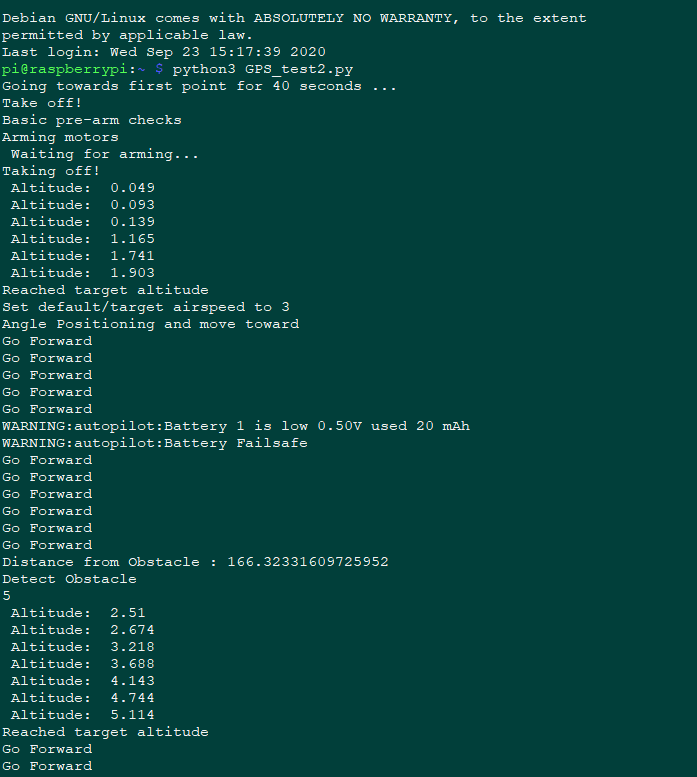 Debian GNU/Linux comes with ABSOLUTELY NO WARRANTY, to the extent
permitted by applicable law.
Last login: Wed Sep 23 15:17:39 2020
pi@raspberrypi:~ $ python3 GPS_test2.py
Going towards first point for 40 seconds ...
Take off!
Basic pre-arm checks
Arming motors
 Waiting for arming...
Taking off!
 Altitude:  0.049
 Altitude:  0.093
 Altitude:  0.139
 Altitude:  1.165
 Altitude:  1.741
 Altitude:  1.903
Reached target altitude
Set default/target airspeed to 3
Angle Positioning and move toward
Go Forward
Go Forward
Go Forward
Go Forward
Go Forward
WARNING:autopilot:Battery 1 is low 0.50V used 20 mAh
WARNING:autopilot:Battery Failsafe
Go Forward
Go Forward
Go Forward
Go Forward
Go Forward
Go Forward
Distance from Obstacle : 166.32331609725952
Detect Obstacle
5
 Altitude:  2.51
 Altitude:  2.674
 Altitude:  3.218
 Altitude:  3.688
 Altitude:  4.143
 Altitude:  4.744
 Altitude:  5.114
Reached target altitude
Go Forward
Go Forward